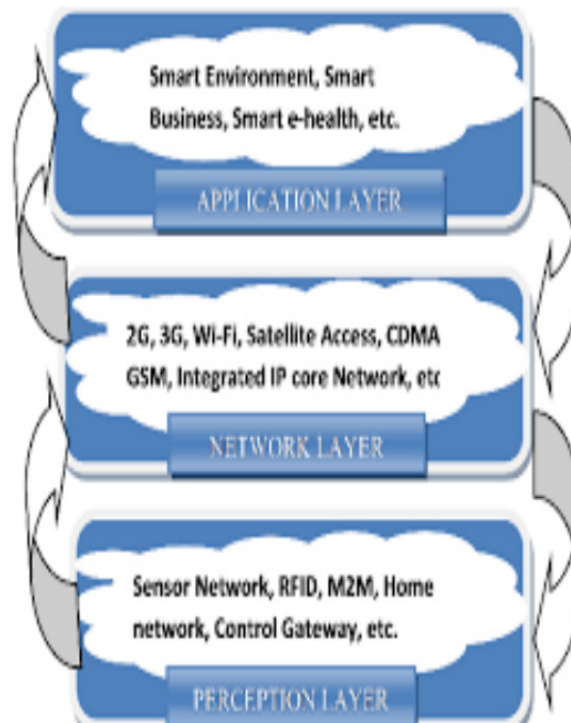 Smart Environment, Smart
Business, Smart e-health, etc.
APPLICATION LAYER
2G, 3G, Wi-Fi, Satellite Access, CDMA
GSM, Integrated IP core Network, etc
NETWORK LAYER
Sensor Network, RFID, M2M, Home
network, Control Gateway, etc.
PERCEPTION LAYER